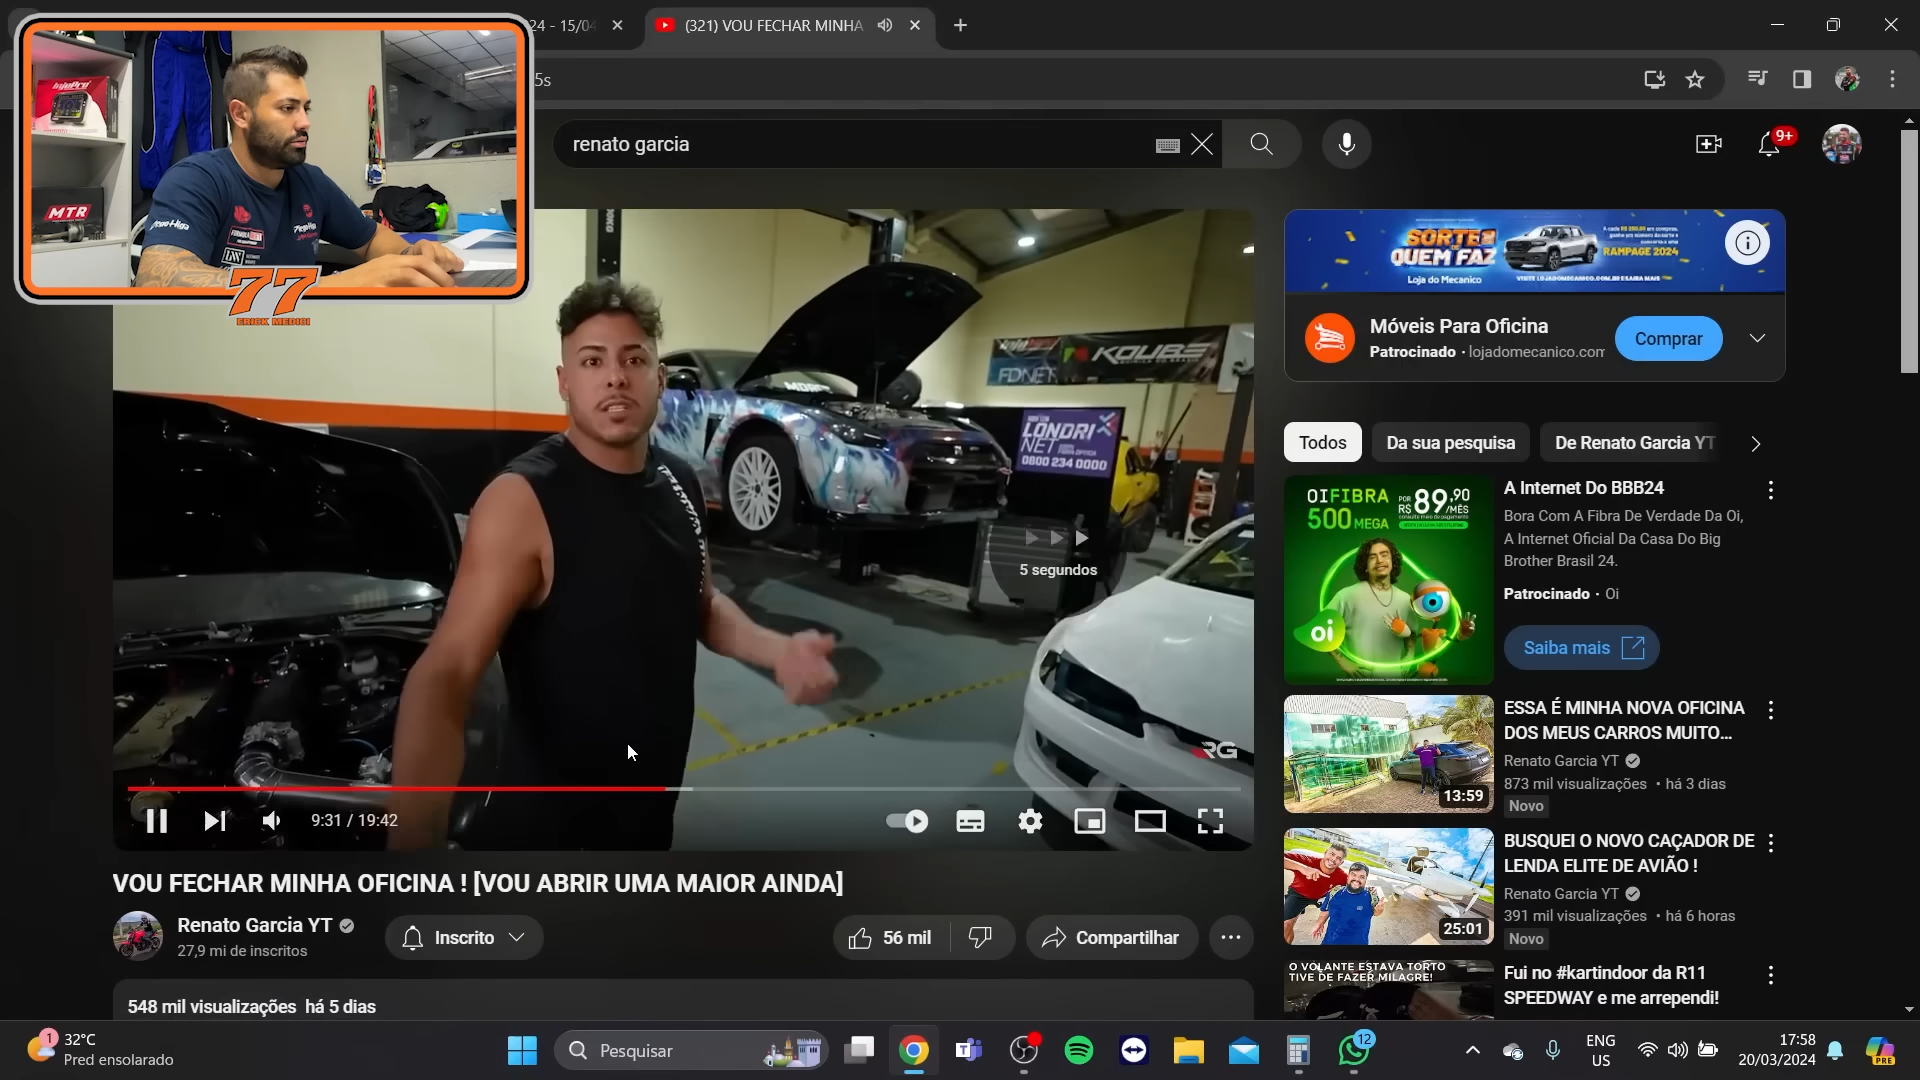 24 - 15/04
(321) VOU FECHAR MINHA
5s
renato garcia
9+
InjePro
MTR
FORMULA
77
ERICK MEDICI
KOUBE
FDNET
LONDRI
NET
0800 234 0000
5 segundos
RG
9:31 / 19:42
VOU FECHAR MINHA OFICINA ! [VOU ABRIR UMA MAIOR AINDA]
Renato Garcia YT
27,9 mi de inscritos
Inscrito
56 mil
Compartilhar
548 mil visualizações há 5 dias
SORTE
QUEM FAZ
Loja do Mecanico
RAMPAGE 2024
Móveis Para Oficina
Patrocinado · lojadomecanico.com
Comprar
Todos
Da sua pesquisa
De Renato Garcia YT
OI FIBRA
500 MEGA
POR
R$ 89,90
/MÊS
oi
A Internet Do BBB24
Bora Com A Fibra De Verdade Da Oi,
A Internet Oficial Da Casa Do Big
Brother Brasil 24.
Patrocinado · Oi
Saiba mais
13:59
ESSA É MINHA NOVA OFICINA
DOS MEUS CARROS MUITO...
Renato Garcia YT
873 mil visualizações · há 3 dias
Novo
25:01
BUSQUEI O NOVO CAÇADOR DE
LENDA ELITE DE AVIÃO !
Renato Garcia YT
391 mil visualizações · há 6 horas
Novo
O VOLANTE ESTAVA TORTO
TIVE DE FAZER MILAGRE!
Fui no #kartindoor da R11
SPEEDWAY e me arrependi!
1
32°C
Pred ensolarado
Pesquisar
12
ENG
US
17:58
20/03/2024
PRE